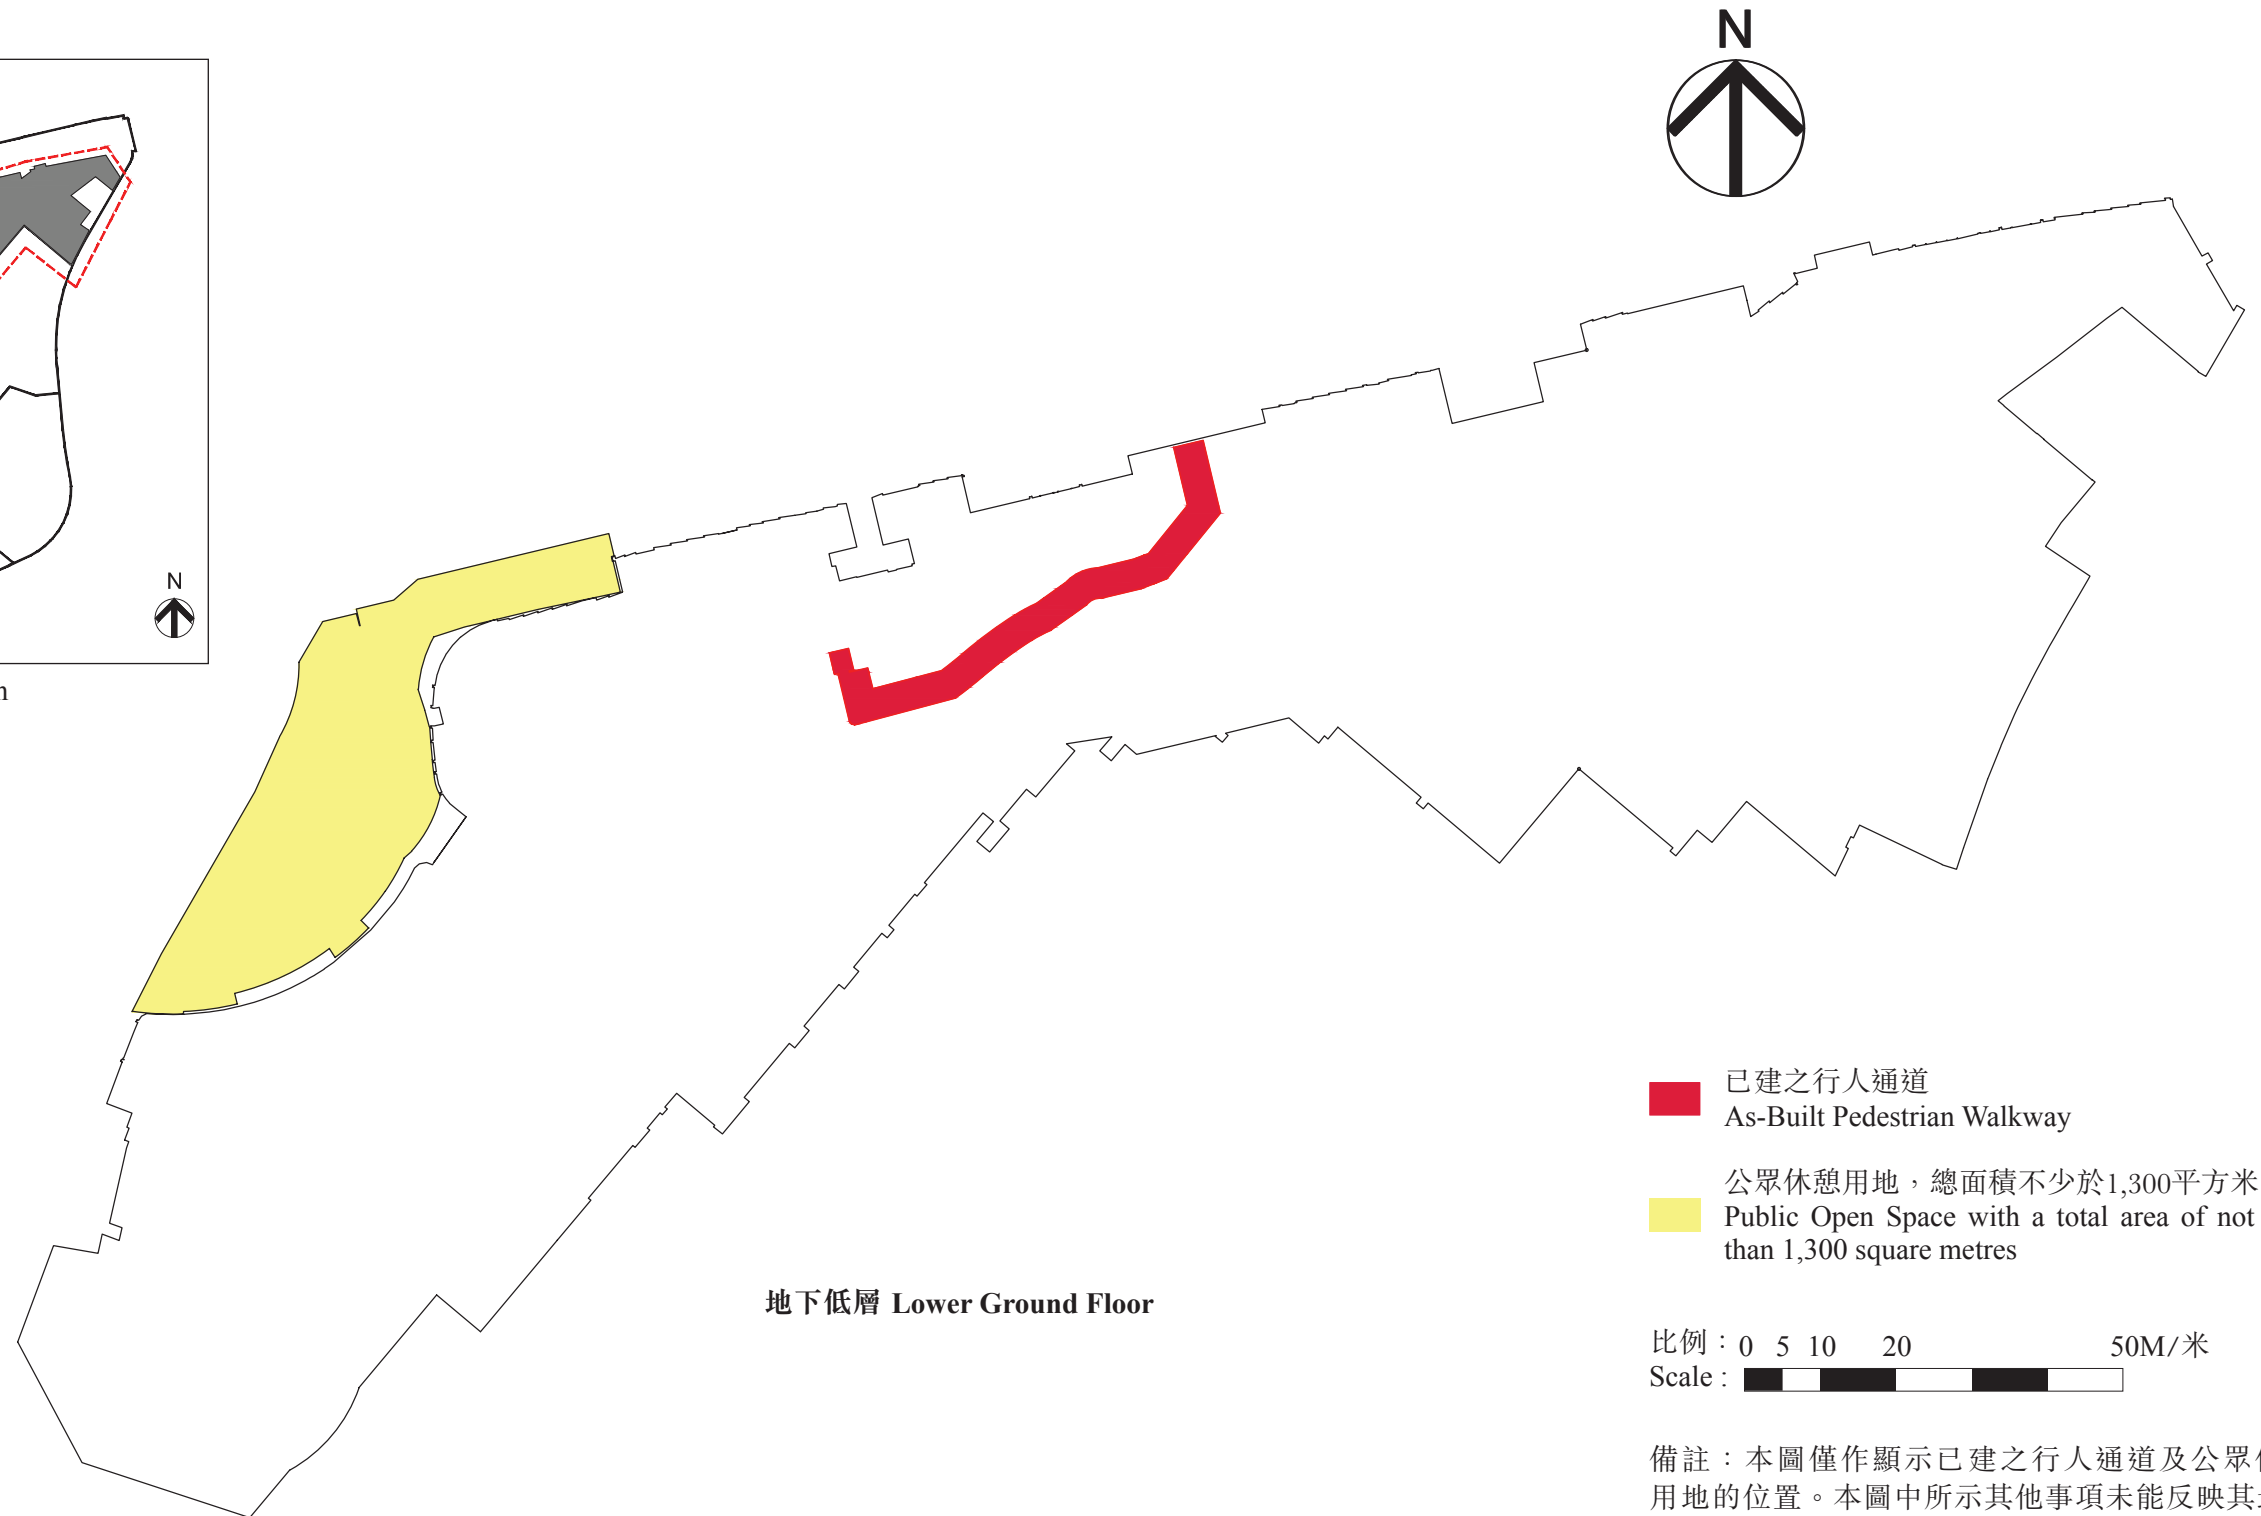 N
N
n
已建之行人通道
As-Built Pedestrian Walkway
公眾休憩用地，總面積不少於1,300平方米
Public Open Space with a total area of not
than 1,300 square metres
地下低層 Lower Ground Floor
比例：0 5 10 20 50M/米
Scale :
備註：本圖僅作顯示已建之行人通道及公眾
用地的位置。本圖中所示其他事項未能反映其